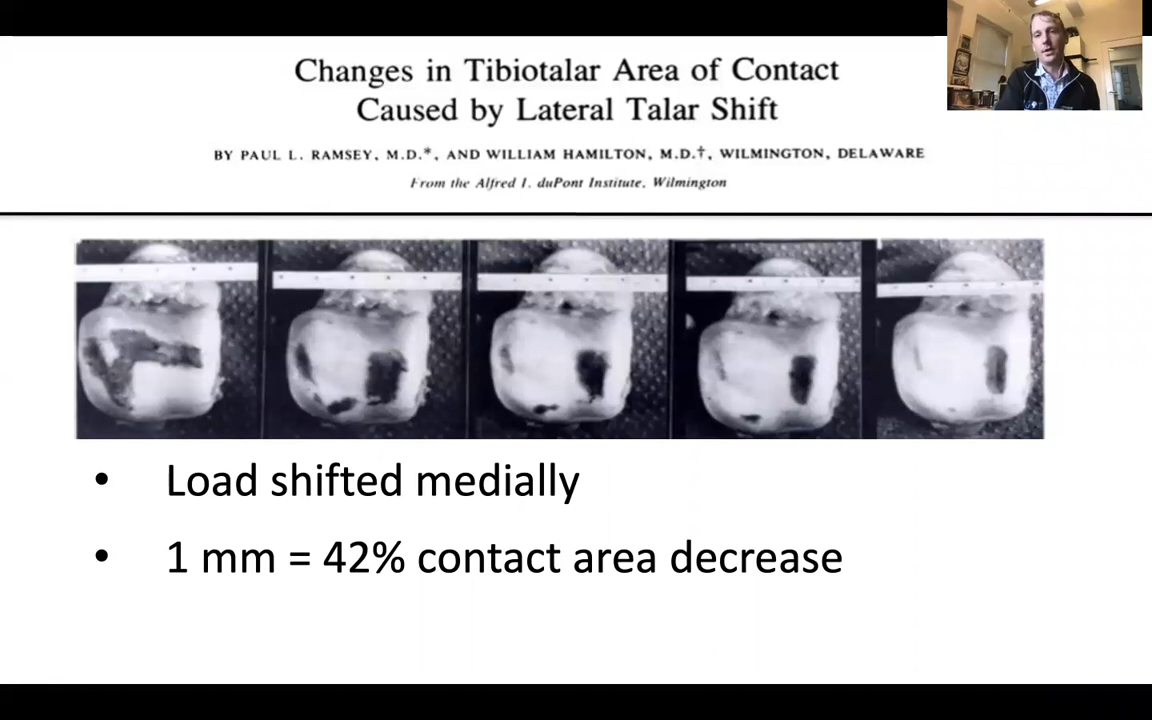 Changes in Tibiotalar Area of Contact
Caused by Lateral Talar Shift
BY PAUL L. RAMSEY, M.D.*, AND WILLIAM HAMILTON, M.D.†, WILMINGTON, DELAWARE
From the Alfred I. duPont Institute, Wilmington
• Load shifted medially
• 1 mm = 42% contact area decrease